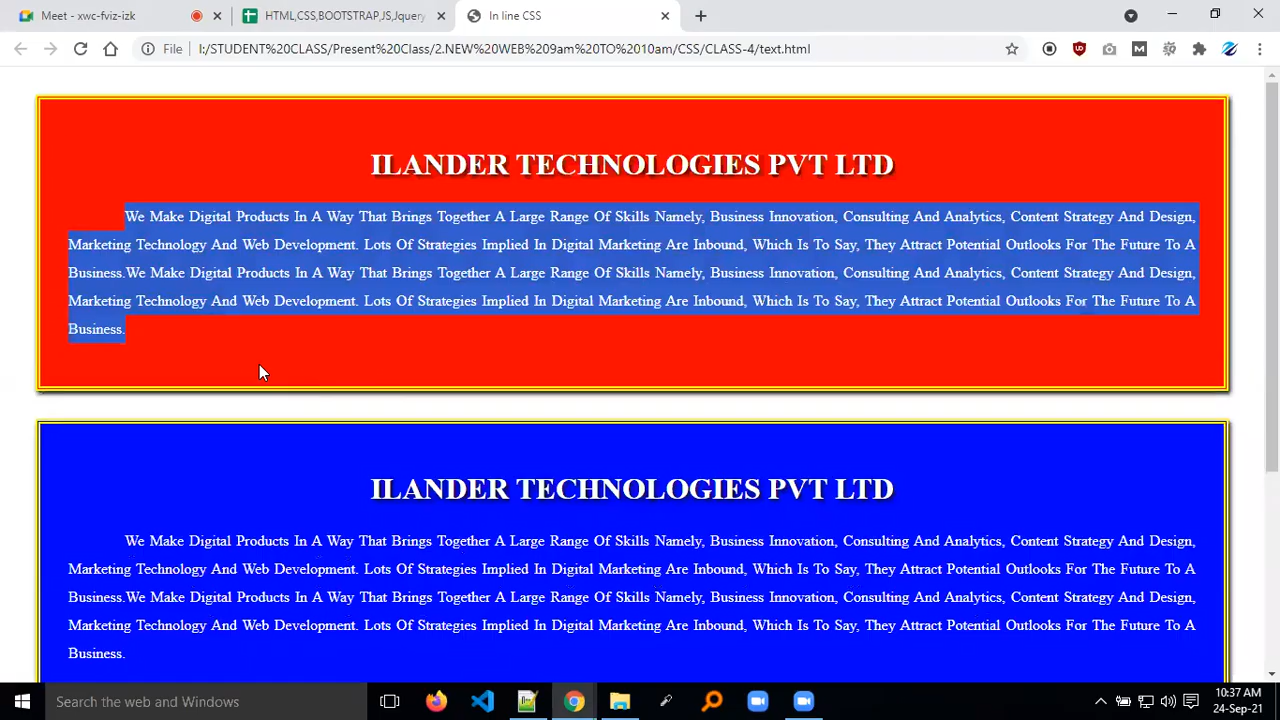 Meet - xwc-fviz-izk
HTML,CSS,BOOTSTRAP,JS,Jquery
In line CSS
File
I:/STUDENT%20CLASS/Present%20Class/2.NEW%20WEB%209am%20TO%2010am/CSS/CLASS-4/text.html
ILANDER TECHNOLOGIES PVT LTD
We Make Digital Products In A Way That Brings Together A Large Range Of Skills Namely, Business Innovation, Consulting And Analytics, Content Strategy And Design,
Marketing Technology And Web Development. Lots Of Strategies Implied In Digital Marketing Are Inbound, Which Is To Say, They Attract Potential Outlooks For The Future To A
Business.We Make Digital Products In A Way That Brings Together A Large Range Of Skills Namely, Business Innovation, Consulting And Analytics, Content Strategy And Design,
Marketing Technology And Web Development. Lots Of Strategies Implied In Digital Marketing Are Inbound, Which Is To Say, They Attract Potential Outlooks For The Future To A
Business.
ILANDER TECHNOLOGIES PVT LTD
We Make Digital Products In A Way That Brings Together A Large Range Of Skills Namely, Business Innovation, Consulting And Analytics, Content Strategy And Design,
Marketing Technology And Web Development. Lots Of Strategies Implied In Digital Marketing Are Inbound, Which Is To Say, They Attract Potential Outlooks For The Future To A
Business.We Make Digital Products In A Way That Brings Together A Large Range Of Skills Namely, Business Innovation, Consulting And Analytics, Content Strategy And Design,
Marketing Technology And Web Development. Lots Of Strategies Implied In Digital Marketing Are Inbound, Which Is To Say, They Attract Potential Outlooks For The Future To A
Business.
Search the web and Windows
10:37 AM
24-Sep-21